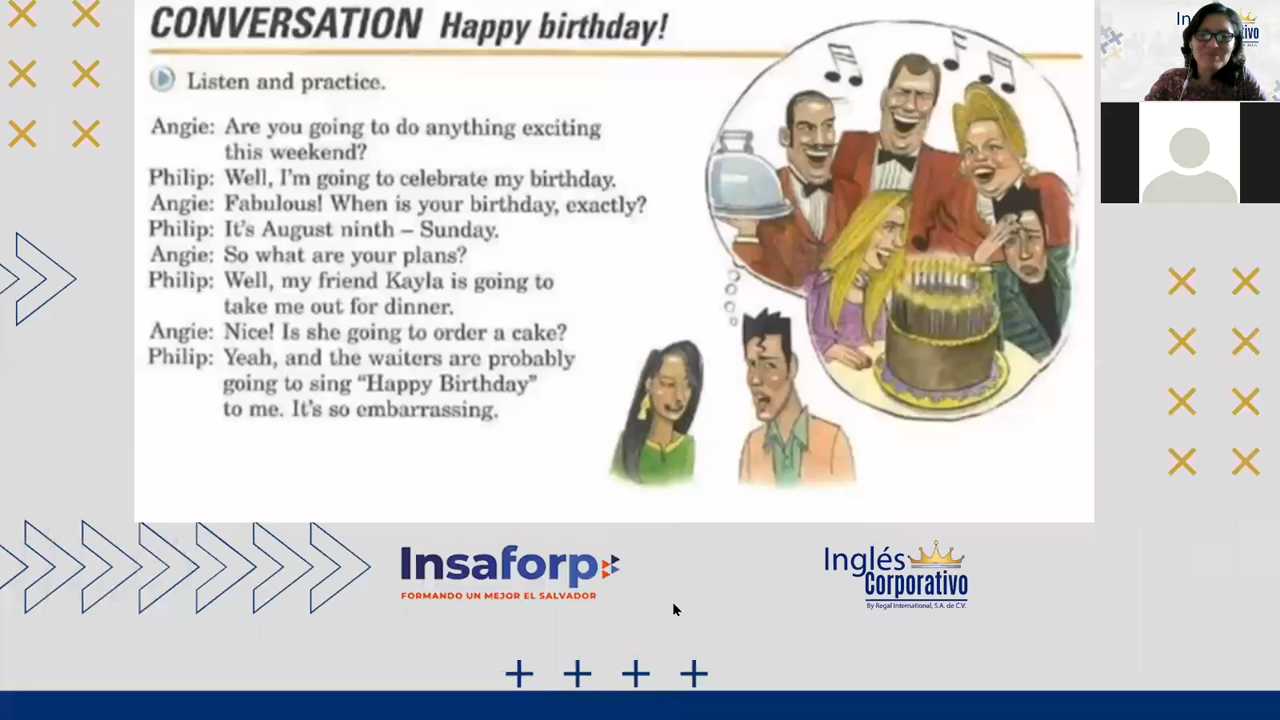 CONVERSATION Happy birthday!
Listen and practice.
Angie: Are you going to do anything exciting
this weekend?
Philip: Well, I'm going to celebrate my birthday.
Angie: Fabulous! When is your birthday, exactly?
Philip: It's August ninth – Sunday.
Angie: So what are your plans?
Philip: Well, my friend Kayla is going to
take me out for dinner.
Angie: Nice! Is she going to order a cake?
Philip: Yeah, and the waiters are probably
going to sing “Happy Birthday”
to me. It's so embarrassing.
Insaforp
FORMANDO UN MEJOR EL SALVADOR
Inglés
Corporativo
By Regal International, S.A. de C.V.